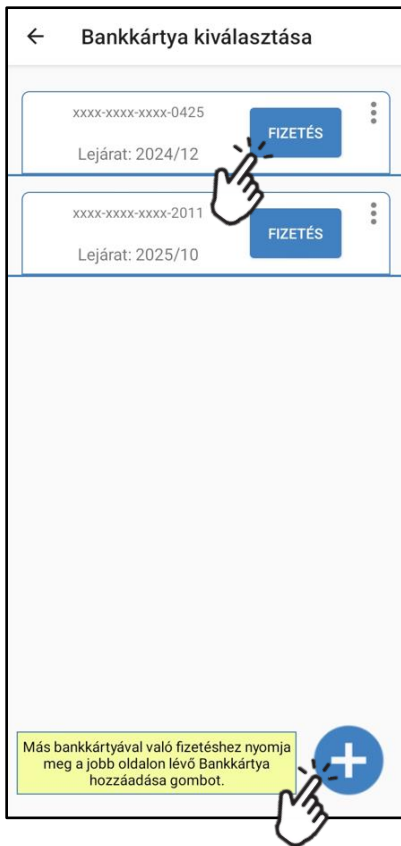 Bankkártya kiválasztása
xxxx-xxxx-xxxx-0425
FIZETÉS
Lejárat: 2024/12
xxxx-xxxx-xxxx-2011
FIZETÉS
Lejárat: 2025/10
Más bankkártyával való fizetéshez nyomja
meg a jobb oldalon lévő Bankkártya
hozzáadása gombot.